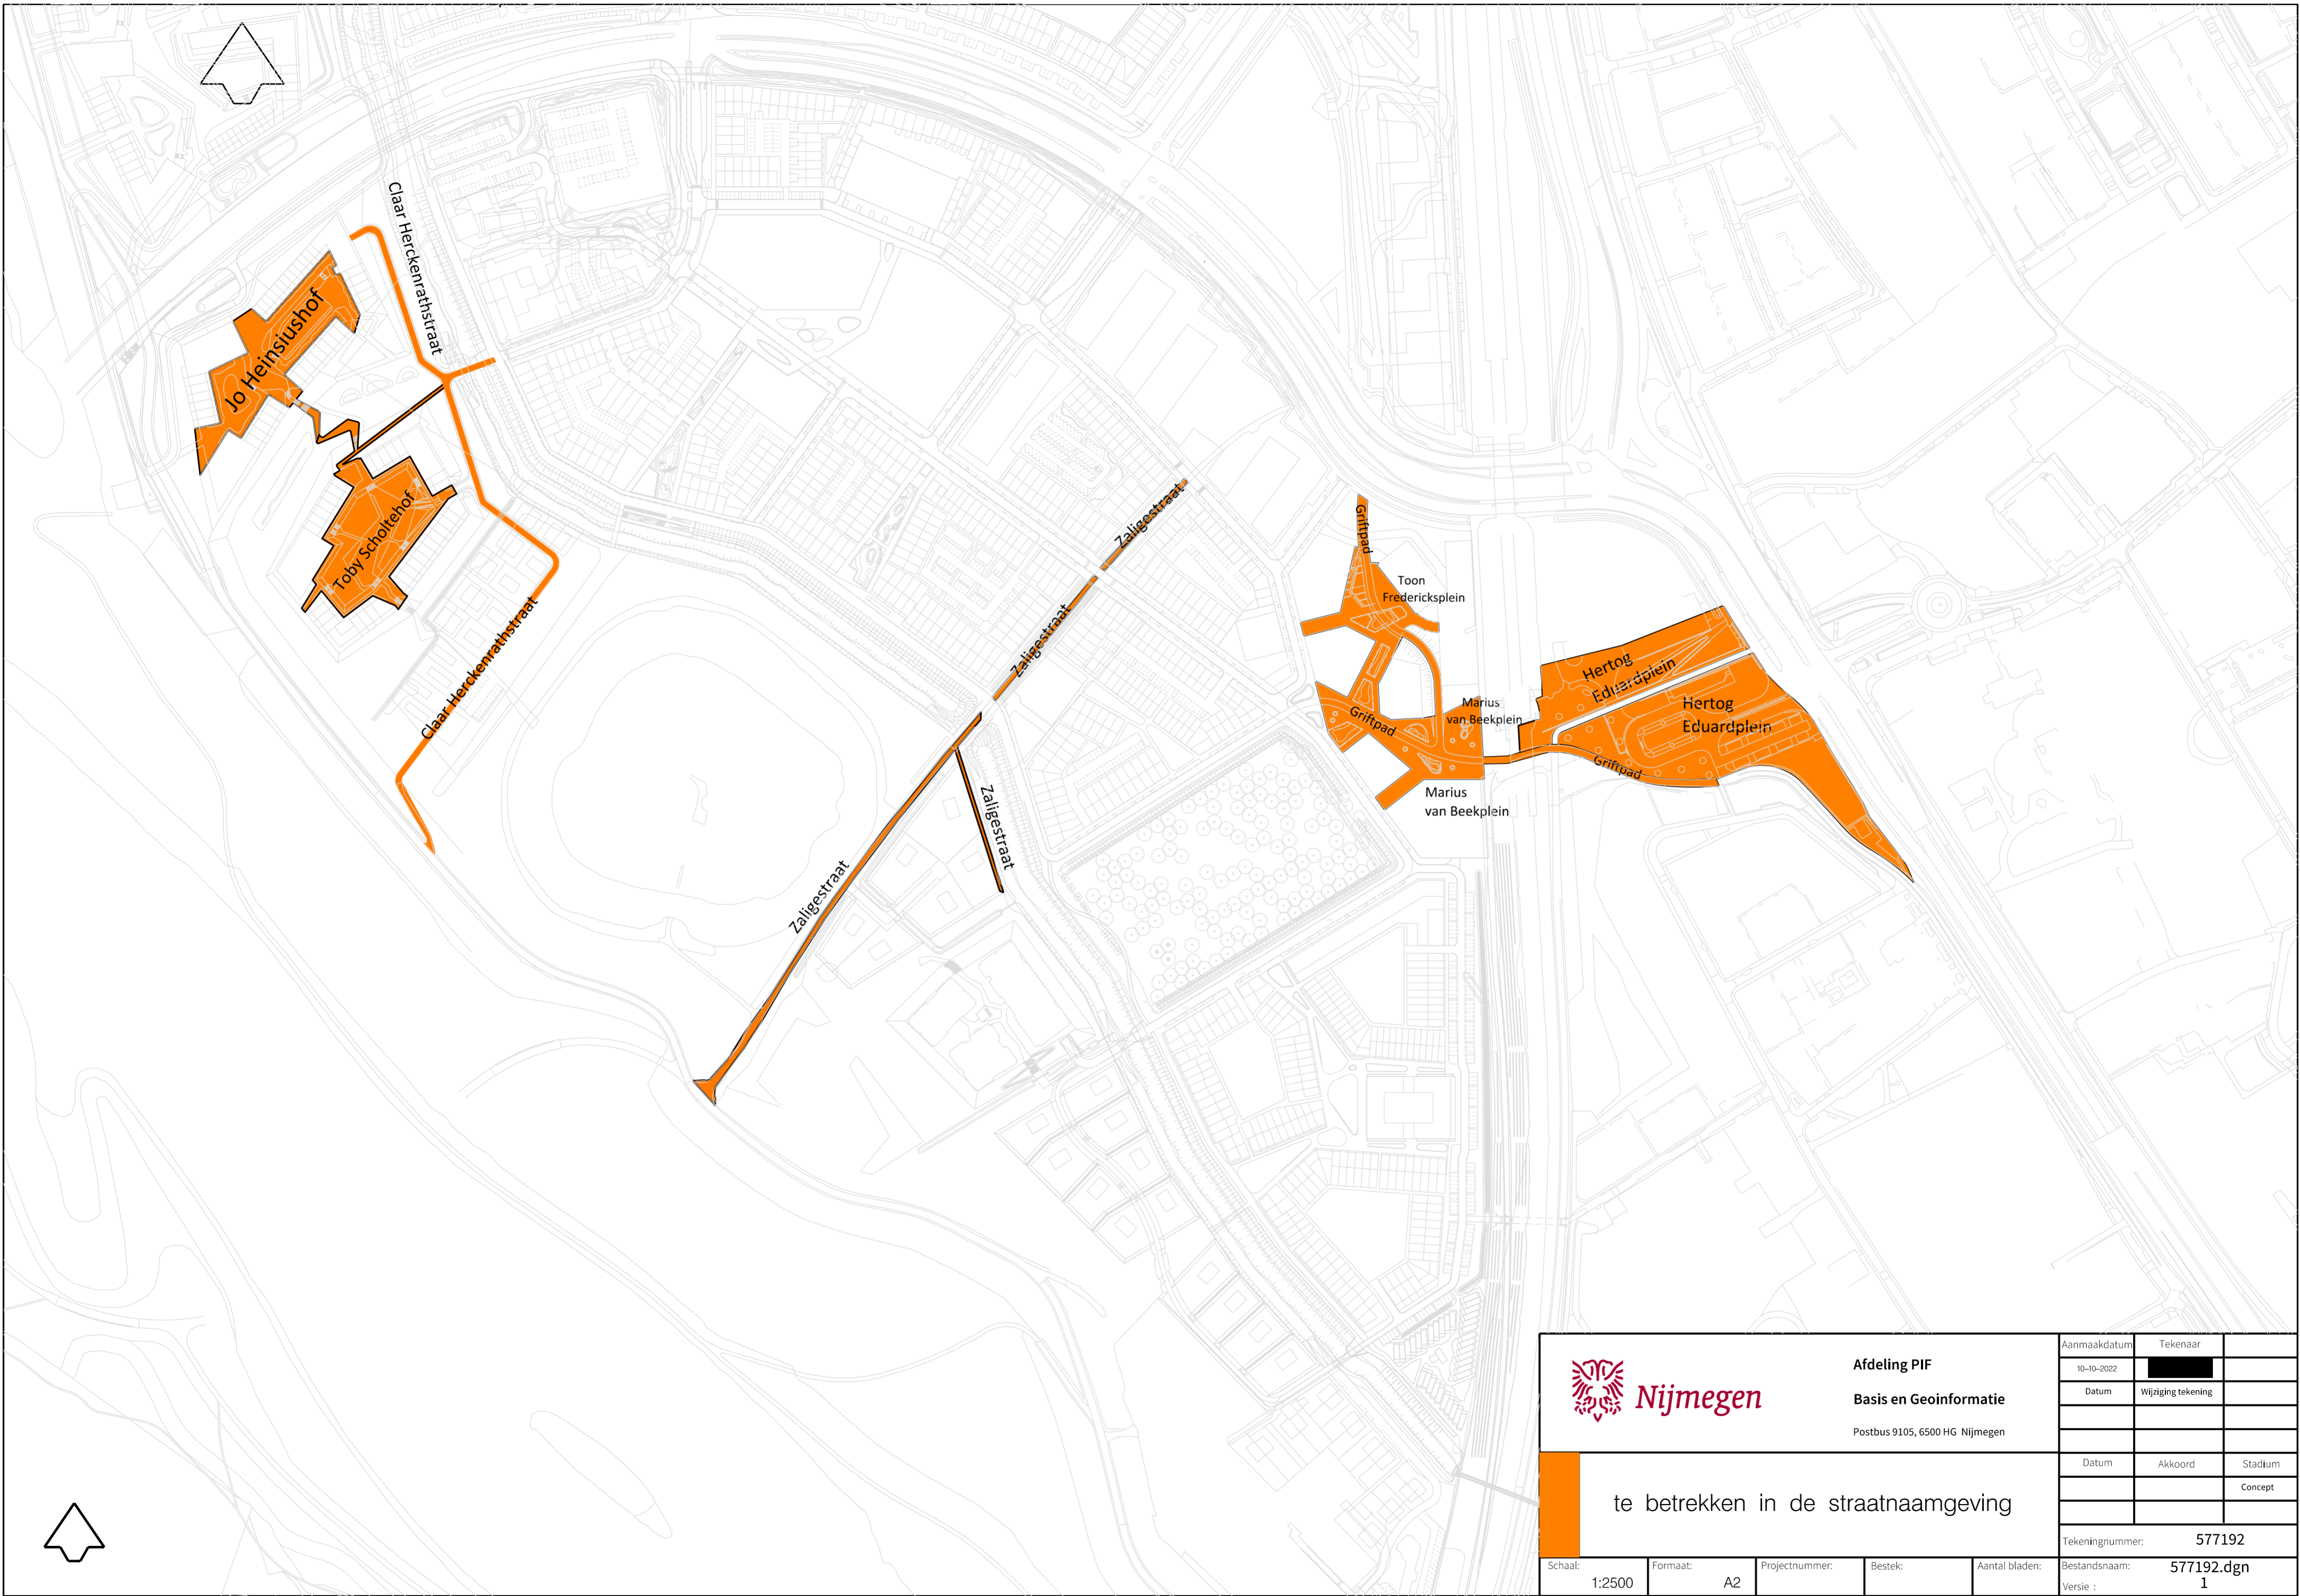 Claar Herckenrathstraat
Jo Heinsiushof
Toby Scholtehof
Claar Herckenrathstraat
Zaligestraat
Zaligestraat
Zaligestraat
Zaligestraat
Griftpad
Toon
Fredericksplein
Griftpad
Marius
van Beekplein
Marius
van Beekplein
Hertog
Eduardplein
Hertog
Eduardplein
Griftpad
Nijmegen
Afdeling PIF
Basis en Geoinformatie
Postbus 9105, 6500 HG Nijmegen
te betrekken in de straatnaamgeving
Aanmaakdatum
Tekenaar
10-10-2022
Datum
Wijziging tekening
Datum
Akkoord
Stadium
Concept
Tekeningnummer: 577192
Schaal:
1:2500
Formaat:
A2
Projectnummer:
Bestek:
Aantal bladen:
Bestandsnaam: 577192.dgn
Versie : 1